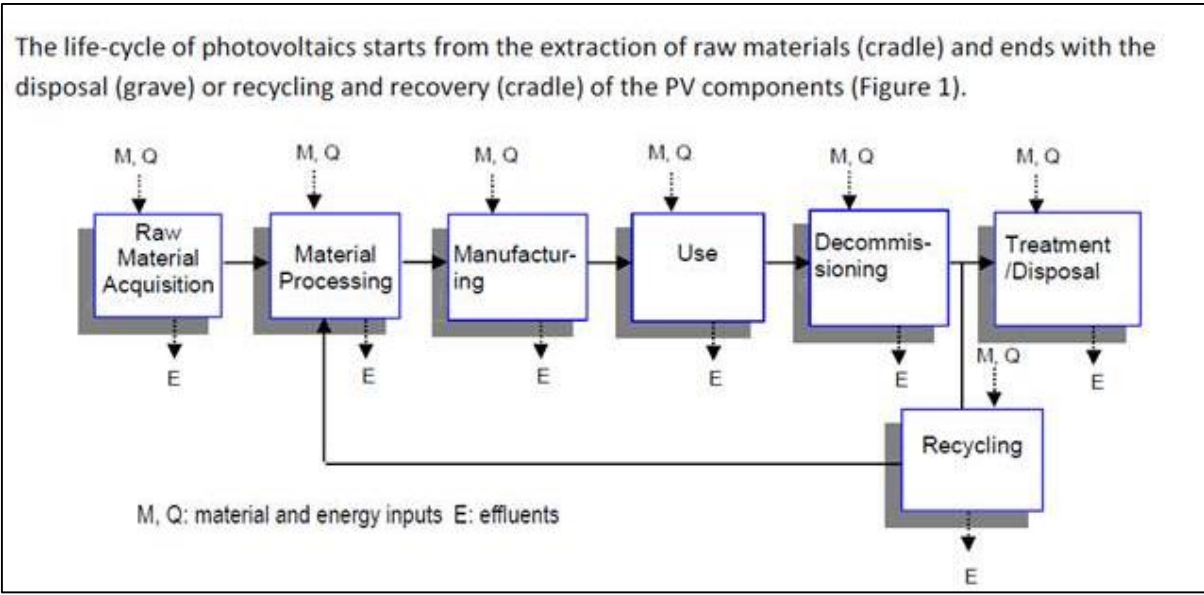 The life-cycle of photovoltaics starts from the extraction of raw materials (cradle) and ends with the
disposal (grave) or recycling and recovery (cradle) of the PV components (Figure 1).
M, Q
M, Q
M, Q
M, Q
M, Q
M, Q
Raw
Material
Acquisition
Material
Processing
Manufactur-
ing
Use
Decommis-
sioning
Treatment
/Disposal
E
E
E
E
E
E
M, Q
Recycling
E
M, Q: material and energy inputs E: effluents